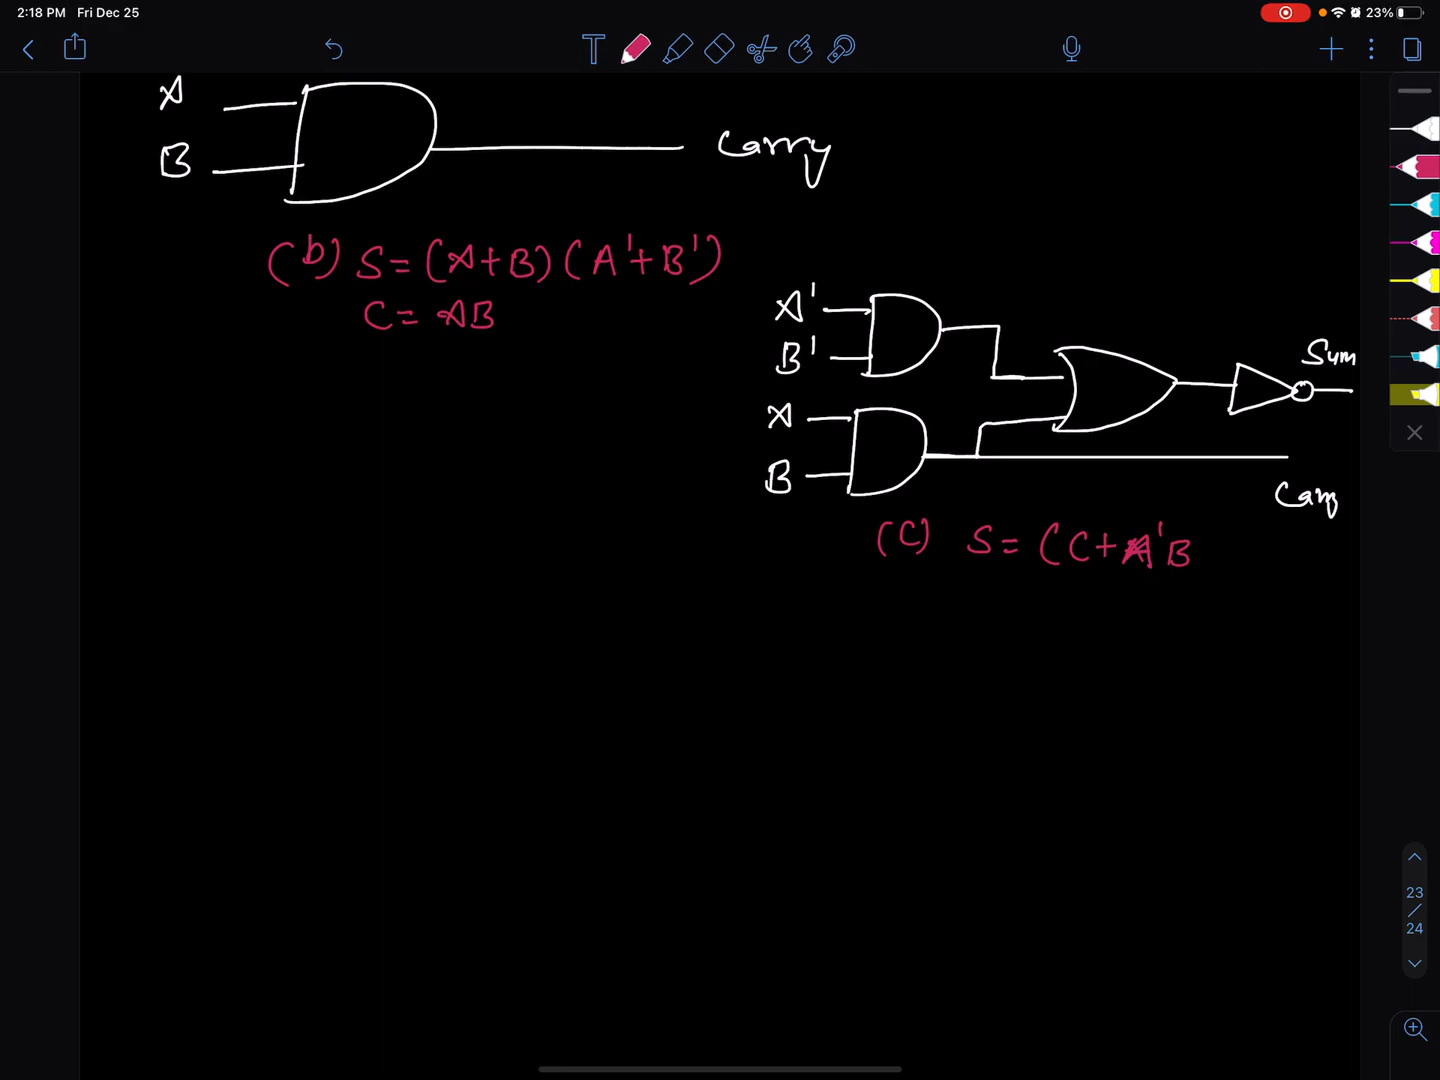 2:18 PM Fri Dec 25
23%
A
B
Carry
(b) S = (A+B) (A'+B')
C = AB
A'
B'
Sum
A
B
Carry
(C) S = (C+A'B
23
24